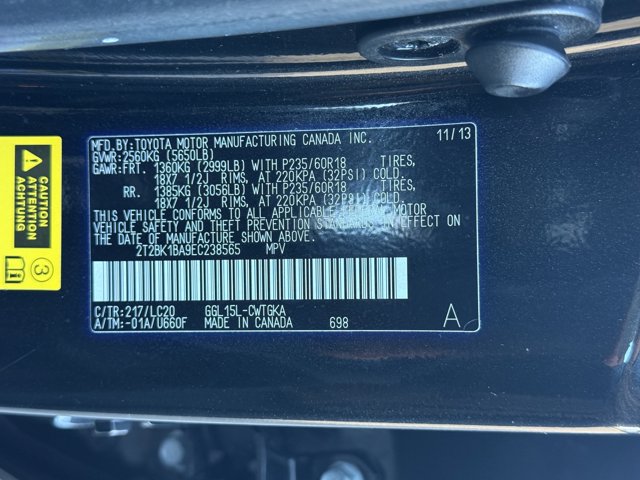 MFD.BY:TOYOTA MOTOR MANUFACTURING CANADA INC. 11/13
GVWR:2560KG (5650LB)
GAWR:FRT. 1360KG (2999LB) WITH P235/60R18 TIRES,
18X7 1/2J RIMS, AT 220KPA (32PSI) COLD.
RR. 1385KG (3056LB) WITH P235/60R18 TIRES,
18X7 1/2J RIMS, AT 220KPA (32PSI) COLD.
THIS VEHICLE CONFORMS TO ALL APPLICABLE FEDERAL MOTOR
VEHICLE SAFETY AND THEFT PREVENTION STANDARDS IN EFFECT ON
THE DATE OF MANUFACTURE SHOWN ABOVE.
2T2BK1BA9EC238565 MPV
C/TR:217/LC20 GGL15L-CWTGKA A
A/TM:-01A/U660F MADE IN CANADA 698
CAUTION
ATTENTION
ACHTUNG
3